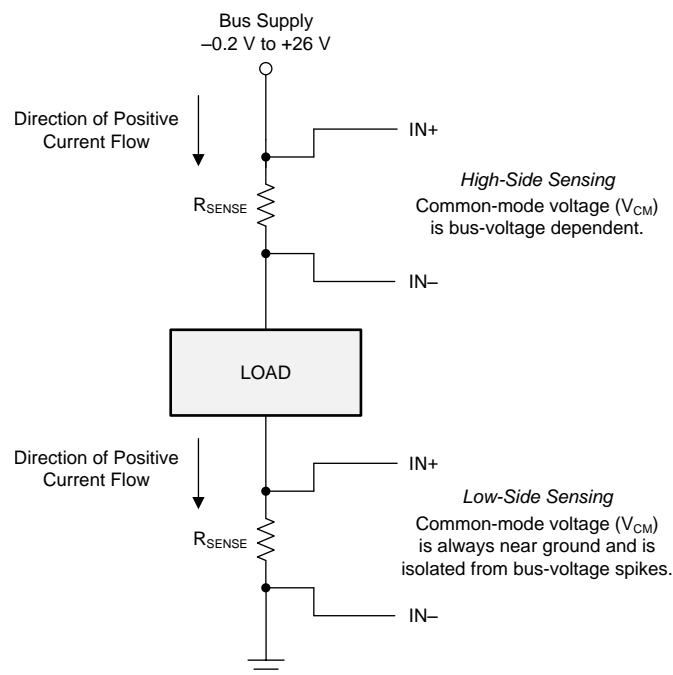 Bus Supply
–0.2 V to +26 V
Direction of Positive
Current Flow
IN+
High-Side Sensing
Common-mode voltage (VCM)
is bus-voltage dependent.
RSENSE
IN–
LOAD
Direction of Positive
Current Flow
IN+
Low-Side Sensing
Common-mode voltage (VCM)
is always near ground and is
isolated from bus-voltage spikes.
RSENSE
IN–